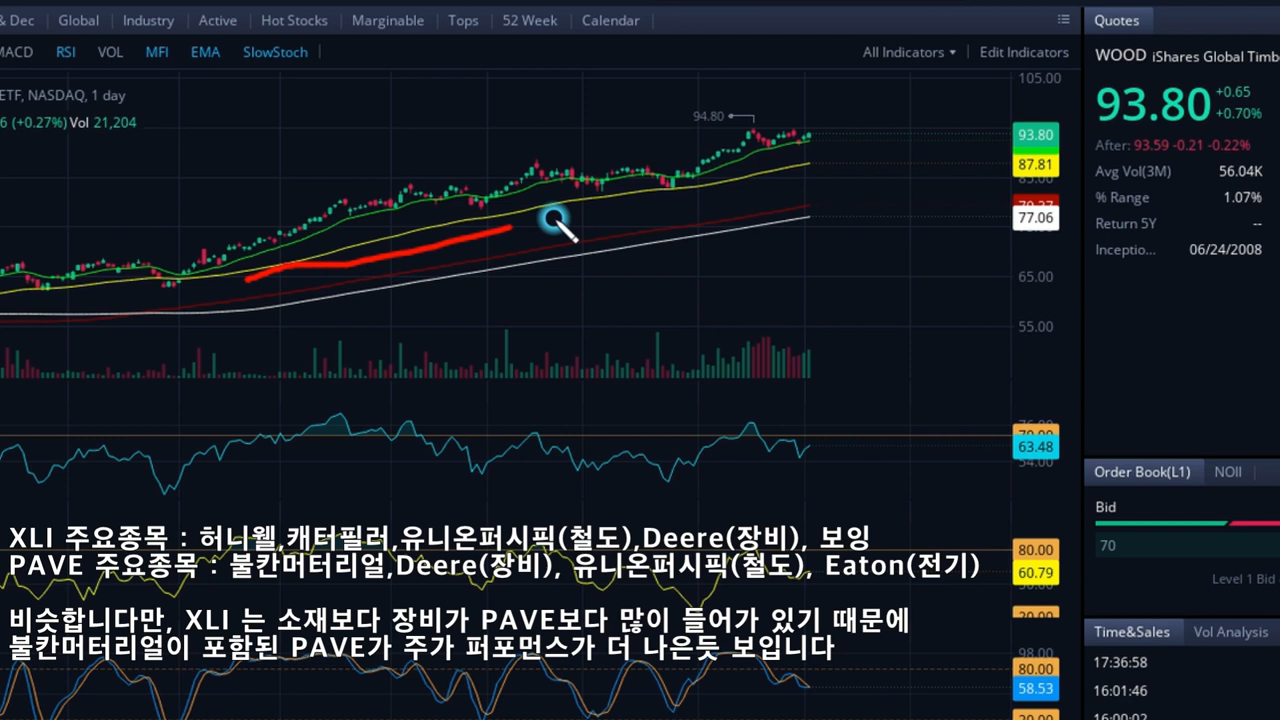 & Dec Global Industry Active Hot Stocks Marginable Tops 52 Week Calendar
Quotes
MACD RSI VOL MFI EMA SlowStoch All Indicators Edit Indicators
WOOD iShares Global Timb
ETF, NASDAQ, 1 day
6 (+0.27%) Vol 21,204
93.80 +0.65
+0.70%
After: 93.59 -0.21 -0.22%
Avg Vol(3M) 56.04K
% Range 1.07%
Return 5Y --
Inceptio... 06/24/2008
94.80
105.00
93.80
87.81
85.00
77.06
65.00
55.00
63.48
54.00
Order Book(L1) NOII
Bid
70
Level 1 Bid
XLI 주요종목 : 허니웰,캐터필러,유니온퍼시픽(철도),Deere(장비), 보잉
PAVE 주요종목 : 불칸머터리얼,Deere(장비), 유니온퍼시픽(철도), Eaton(전기)
비슷합니다만, XLI 는 소재보다 장비가 PAVE보다 많이 들어가 있기 때문에
불칸머터리얼이 포함된 PAVE가 주가 퍼포먼스가 더 나은듯 보입니다
80.00
60.79
98.00
80.00
58.53
Time&Sales Vol Analysis
17:36:58
16:01:46
16:00:02